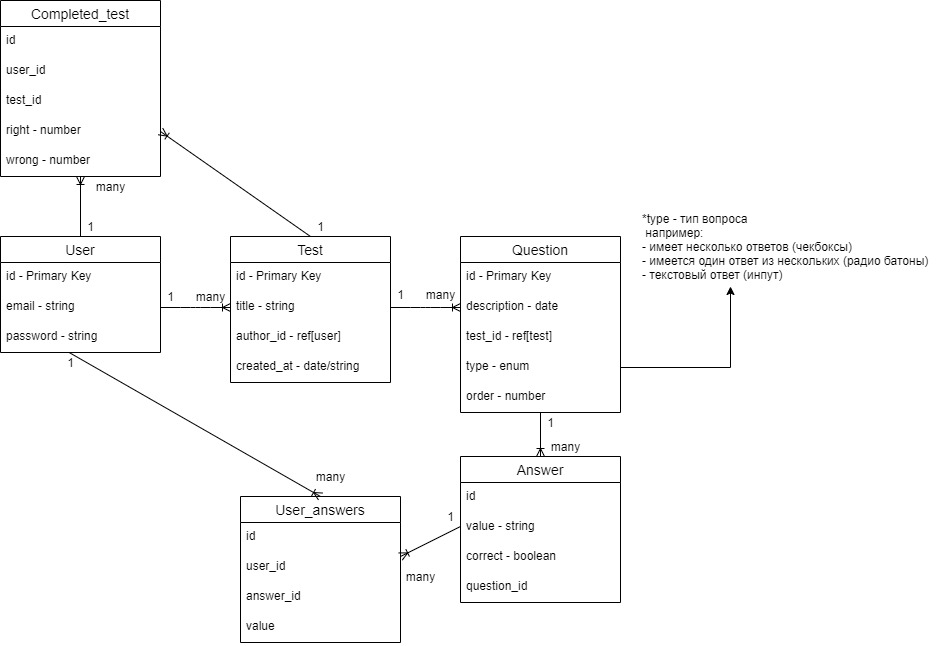 Completed_test
id
user_id
test_id
right - number
wrong - number
many
1
1
User
id - Primary Key
email - string
password - string
1
many
Test
id - Primary Key
title - string
author_id - ref[user]
created_at - date/string
1
many
Question
id - Primary Key
description - date
test_id - ref[test]
type - enum
order - number
*type - тип вопроса
например:
- имеет несколько ответов (чекбоксы)
- имеется один ответ из нескольких (радио батоны)
- текстовый ответ (инпут)
1
many
1
many
User_answers
id
user_id
answer_id
value
1
many
Answer
id
value - string
correct - boolean
question_id